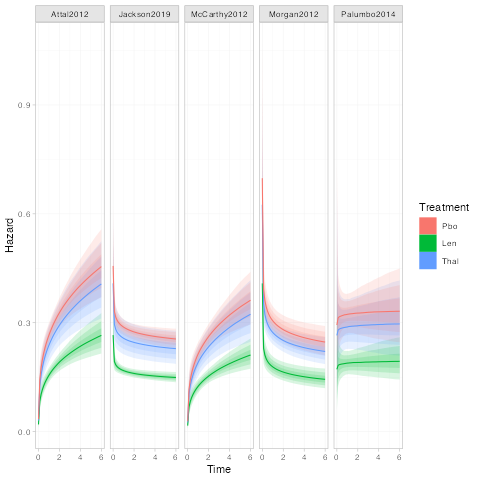 Attal2012 Jackson2019 McCarthy2012 Morgan2012 Palumbo2014
0.9
0.6
0.3
0.0
Hazard
0 2 4 6 0 2 4 6 0 2 4 6 0 2 4 6 0 2 4 6
Time
Treatment
Pbo
Len
Thal